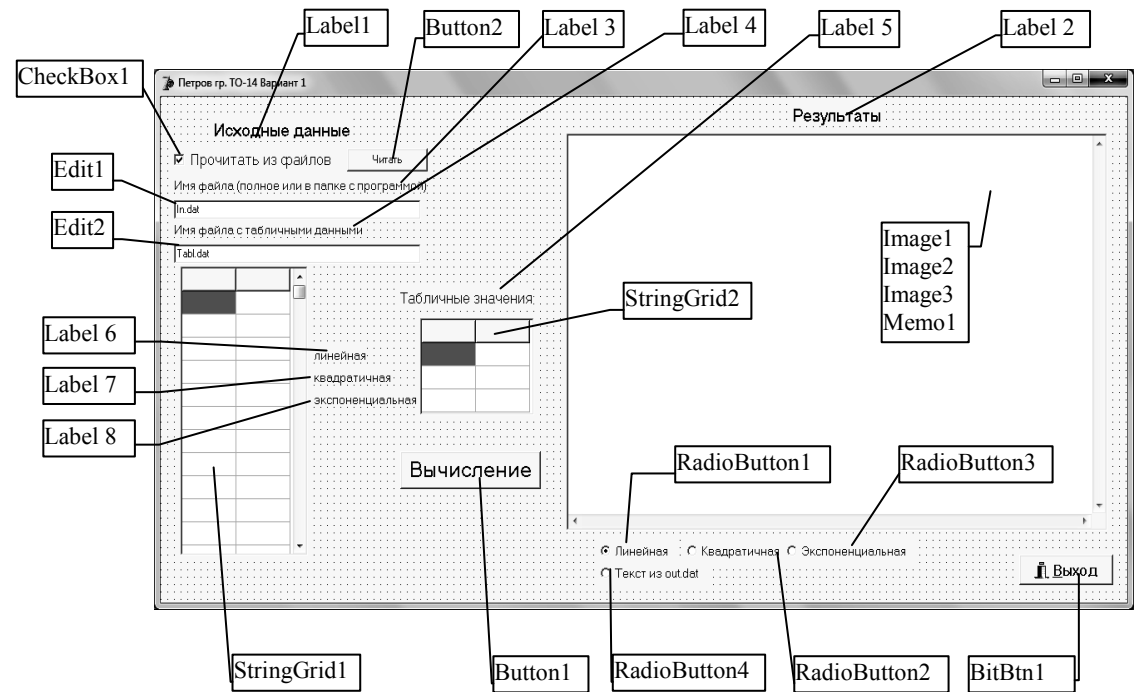 Label1
Button2
Label 3
Label 4
Label 5
Label 2
CheckBox1
Петров гр. ТО-14 Вариант 1
Исходные данные
Результаты
Прочитать из файлов
Читать
Edit1
Имя файла (полное или в папке с программой)
In.dat
Edit2
Имя файла с табличными данными
Tabl.dat
Image1
Image2
Image3
Memo1
Табличные значения
StringGrid2
Label 6
линейная
Label 7
квадратичная
Label 8
экспоненциальная
Вычисление
RadioButton1
RadioButton3
Линейная
Квадратичная
Экспоненциальная
Текст из out.dat
Выход
StringGrid1
Button1
RadioButton4
RadioButton2
BitBtn1